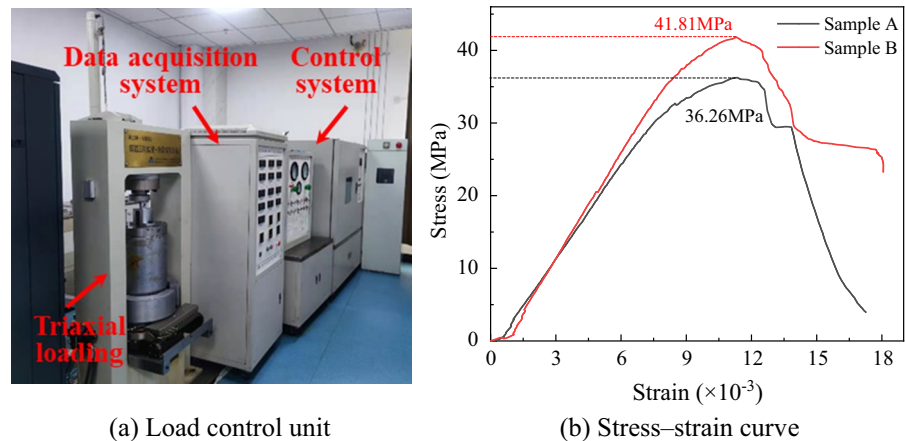 Data acquisition
system
Control
system
Triaxial
loading
(a) Load control unit
41.81MPa
Sample A
Sample B
36.26MPa
Stress (MPa)
40
30
20
10
0
0 3 6 9 12 15 18
Strain (×10⁻³)
(b) Stress–strain curve